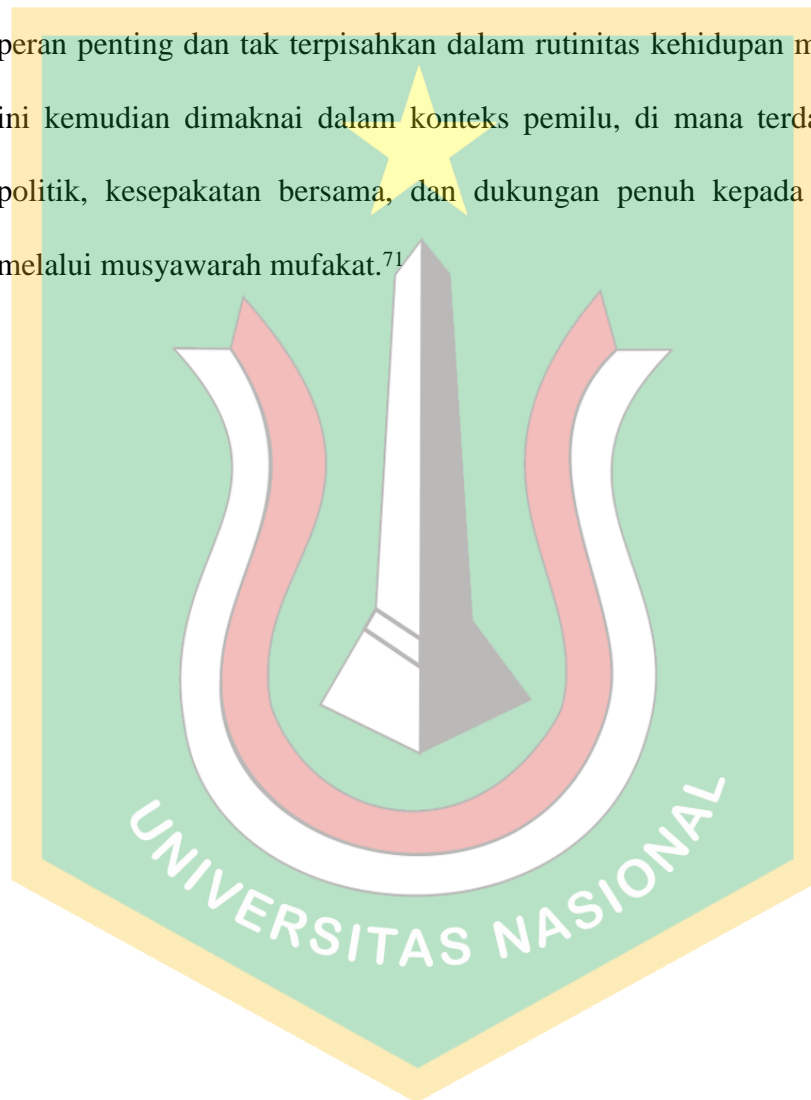 peran penting dan tak terpisahkan dalam rutinitas kehidupan
ini kemudian dimaknai dalam konteks pemilu, di mana
politik, kesepakatan bersama, dan dukungan penuh kepada
melalui musyawarah mufakat.71
UNIVERSITAS NASIONAL